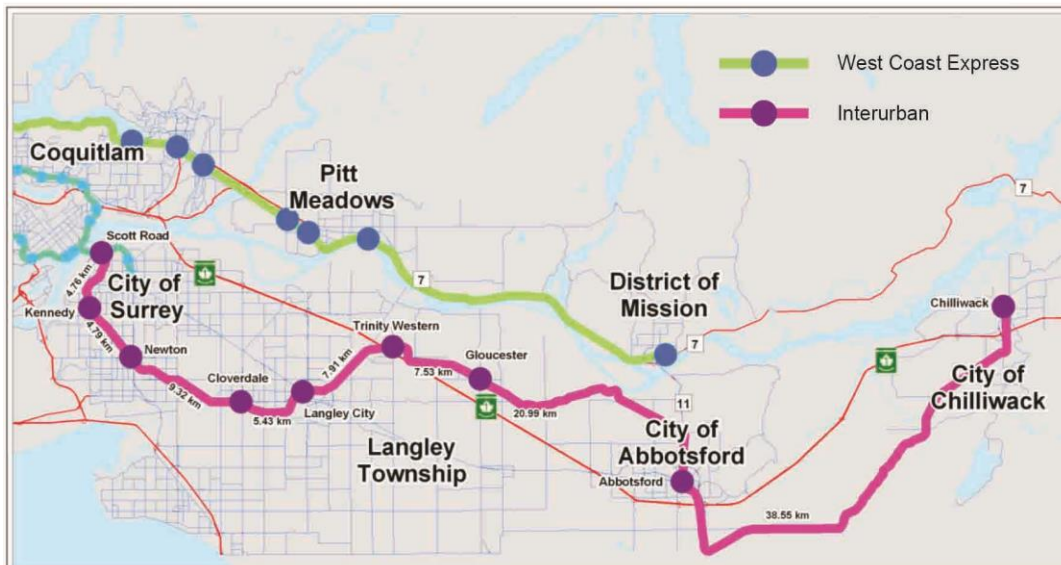 West Coast Express
Interurban
Coquitlam
Pitt
Meadows
7
Scott Road
4.76 km
City of
Surrey
7
District of
Mission
Chilliwack
Kennedy
4.79 km
Trinity Western
7
Newton
Gloucester
Cloverdale
7.91 km
7.53 km
9.32 km
Langley City
5.43 km
20.99 km
11
City of
Chilliwack
Langley
Township
City of
Abbotsford
Abbotsford
38.55 km